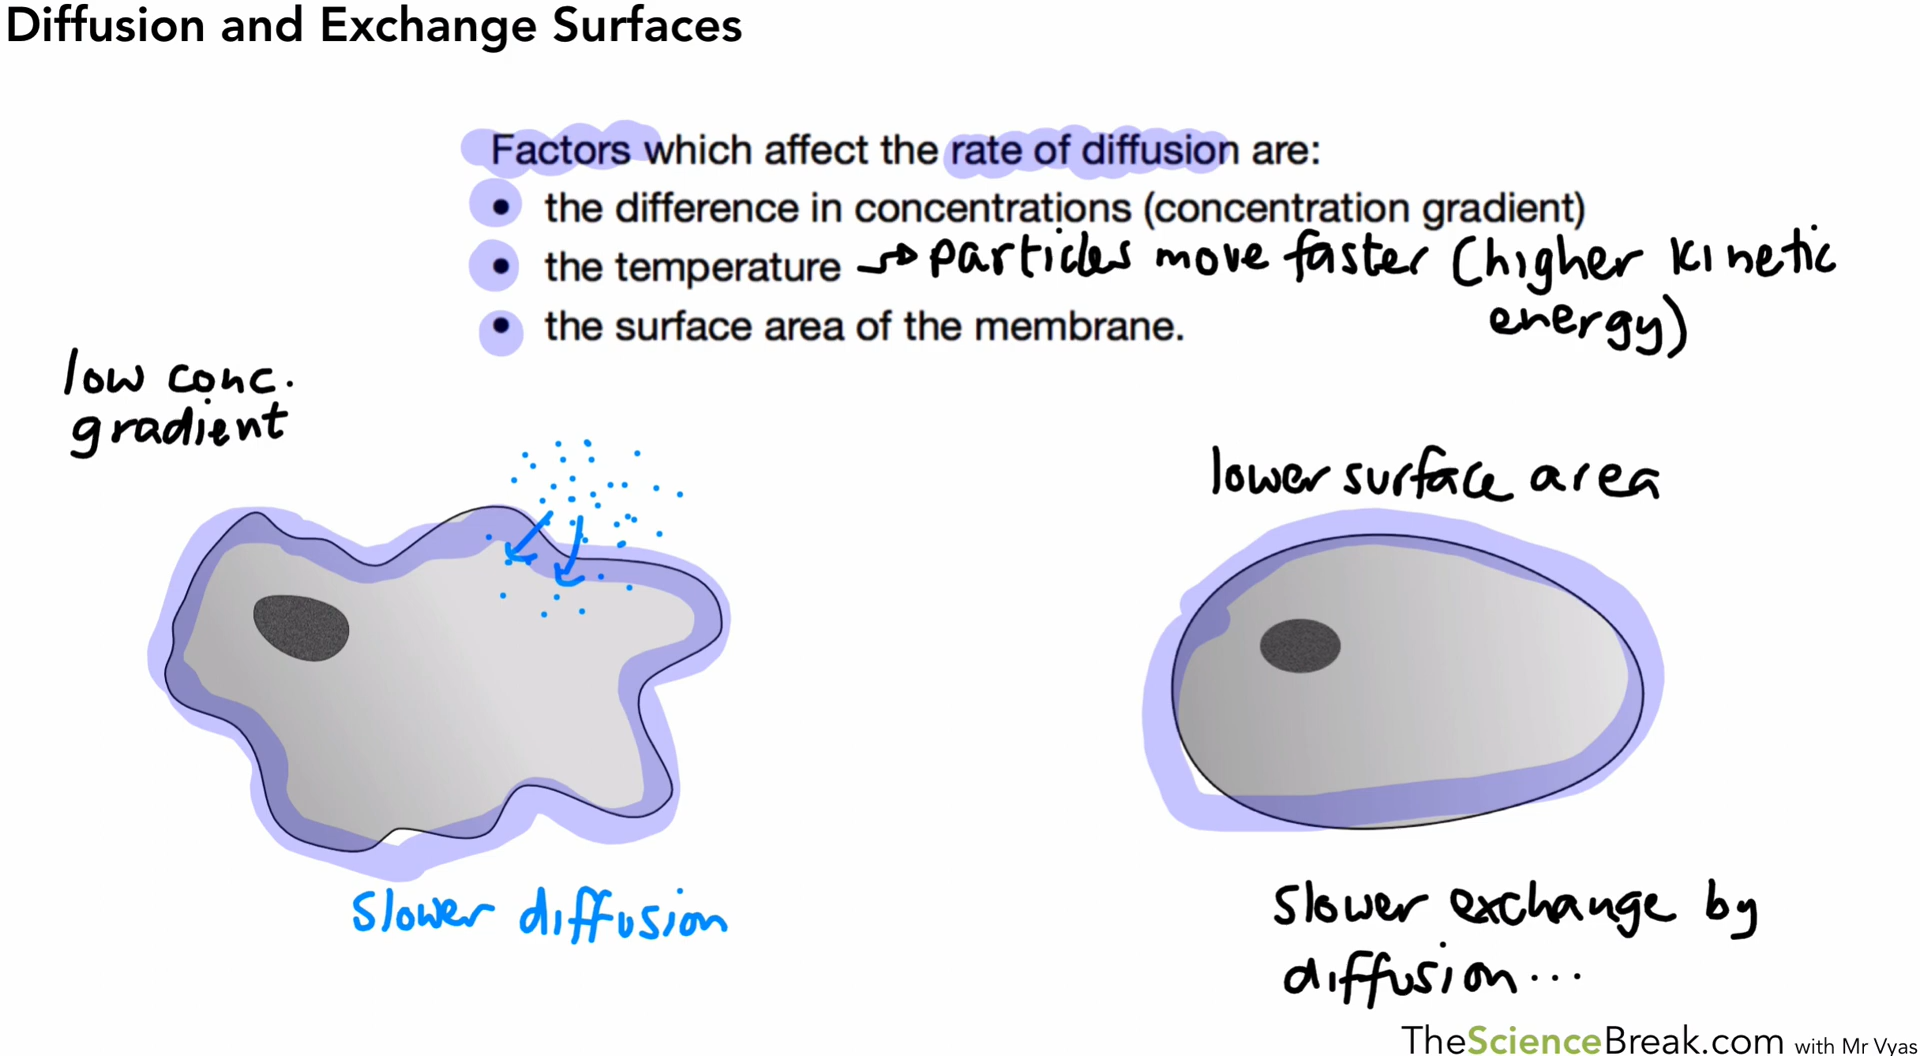 Diffusion and Exchange Surfaces
Factors which affect the rate of diffusion are:
• the difference in concentrations (concentration gradient)
• the temperature → particles move faster (higher kinetic
energy)
• the surface area of the membrane.
low conc.
gradient
lower surface area
slower diffusion
slower exchange by
diffusion...
TheScienceBreak.com with Mr Vyas